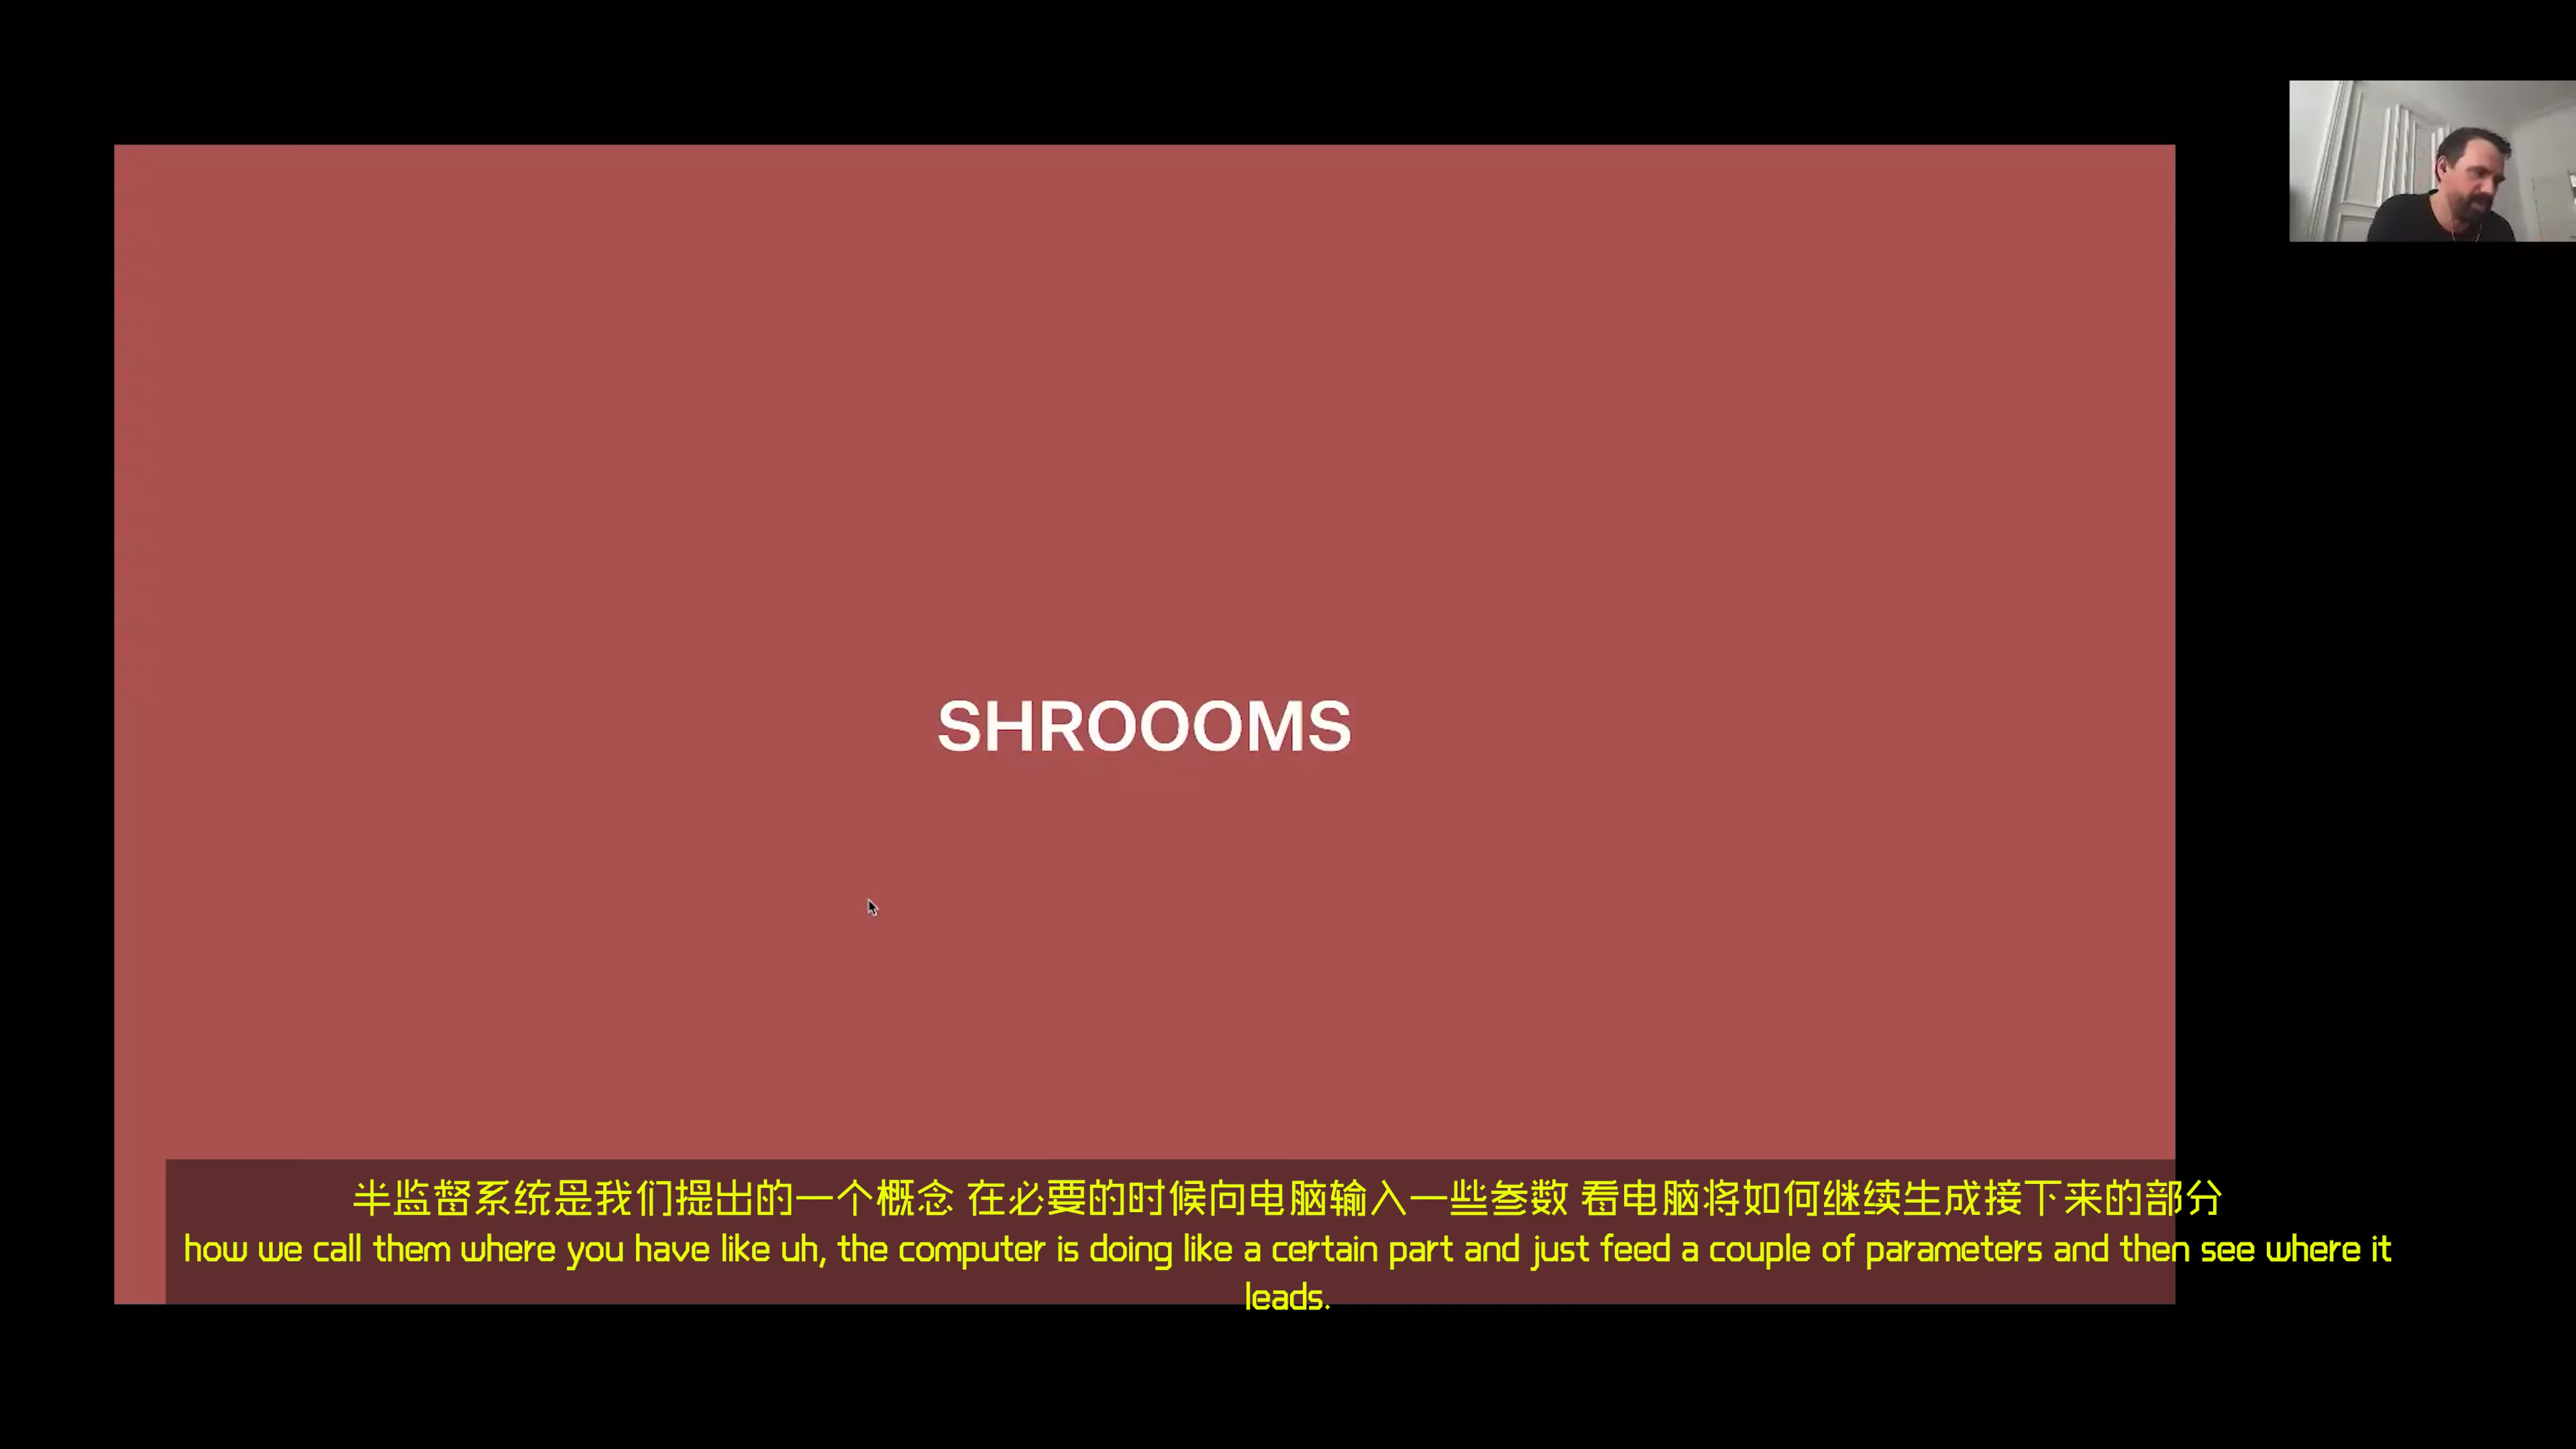 SHROOOMS
半监督系统是我们提出的一个概念 在必要的时候向电脑输入一些参数 看电脑将如何继续生成接下来的部分
how we call them where you have like uh, the computer is doing like a certain part and just feed a couple of parameters and then see where it
leads.